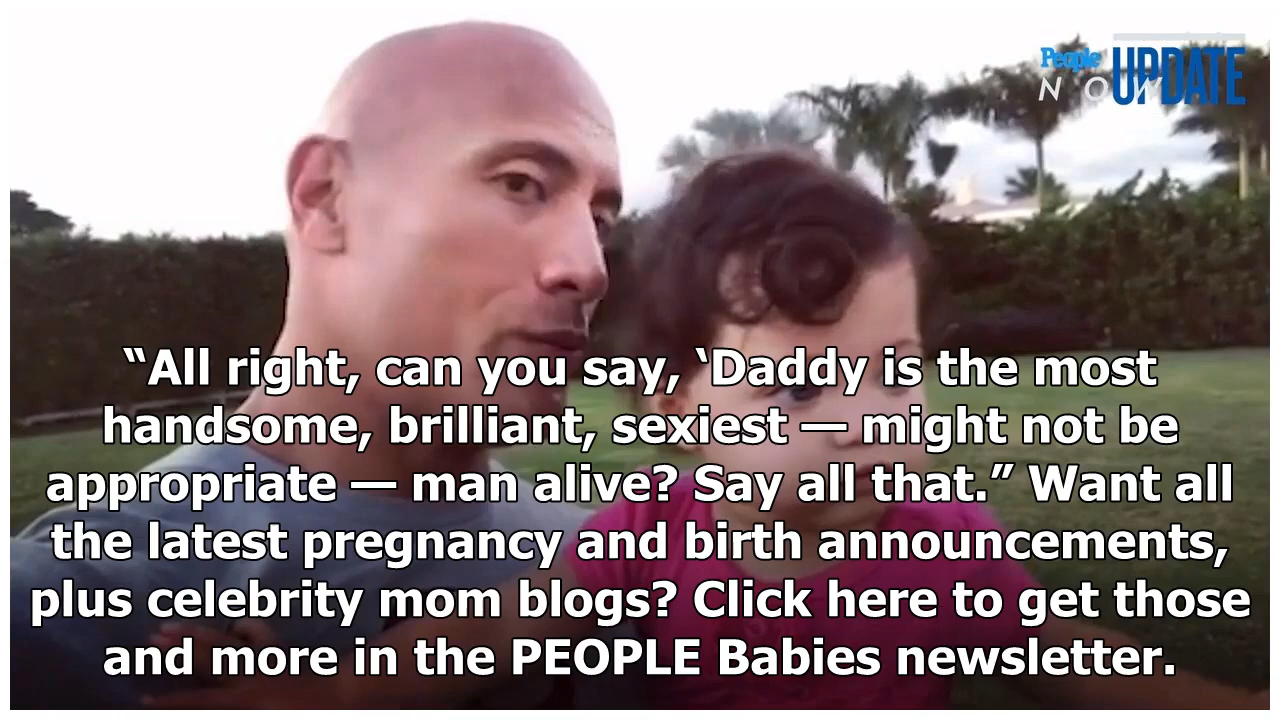 People
NOW
UPDATE
“All right, can you say, ‘Daddy is the most
handsome, brilliant, sexiest — might not be
appropriate — man alive? Say all that.” Want all
the latest pregnancy and birth announcements,
plus celebrity mom blogs? Click here to get those
and more in the PEOPLE Babies newsletter.